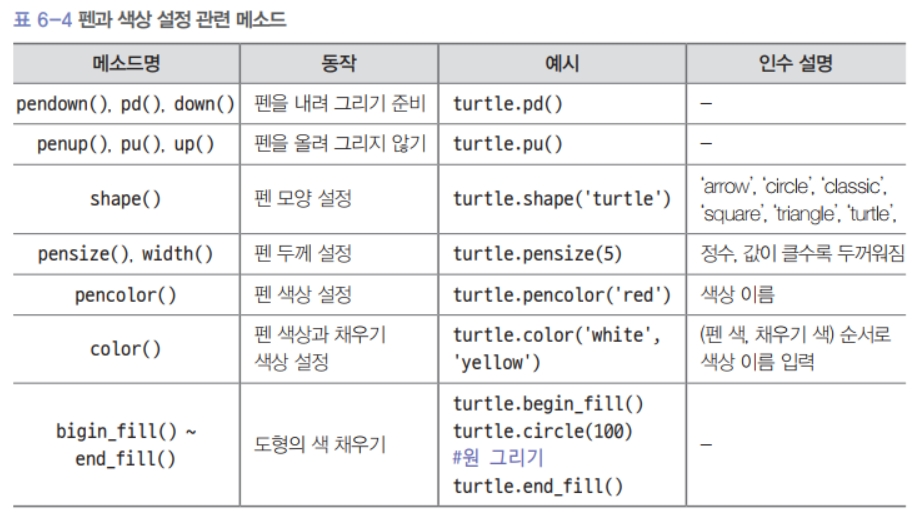 표 6-4 펜과 색상 설정 관련 메소드
메소드명 동작 예시 인수 설명
pendown(), pd(), down() 펜을 내려 그리기 준비 turtle.pd() –
penup(), pu(), up() 펜을 올려 그리지 않기 turtle.pu() –
shape() 펜 모양 설정 turtle.shape('turtle') 'arrow', 'circle', 'classic',
'square', 'triangle', 'turtle',
pensize(), width() 펜 두께 설정 turtle.pensize(5) 정수, 값이 클수록 두꺼워짐
pencolor() 펜 색상 설정 turtle.pencolor('red') 색상 이름
color() 펜 색상과 채우기 turtle.color('white', (펜 색, 채우기 색) 순서로
색상 설정 'yellow') 색상 이름 입력
bigin_fill() ~ 도형의 색 채우기 turtle.begin_fill() –
end_fill() turtle.circle(100)
#원 그리기
turtle.end_fill()